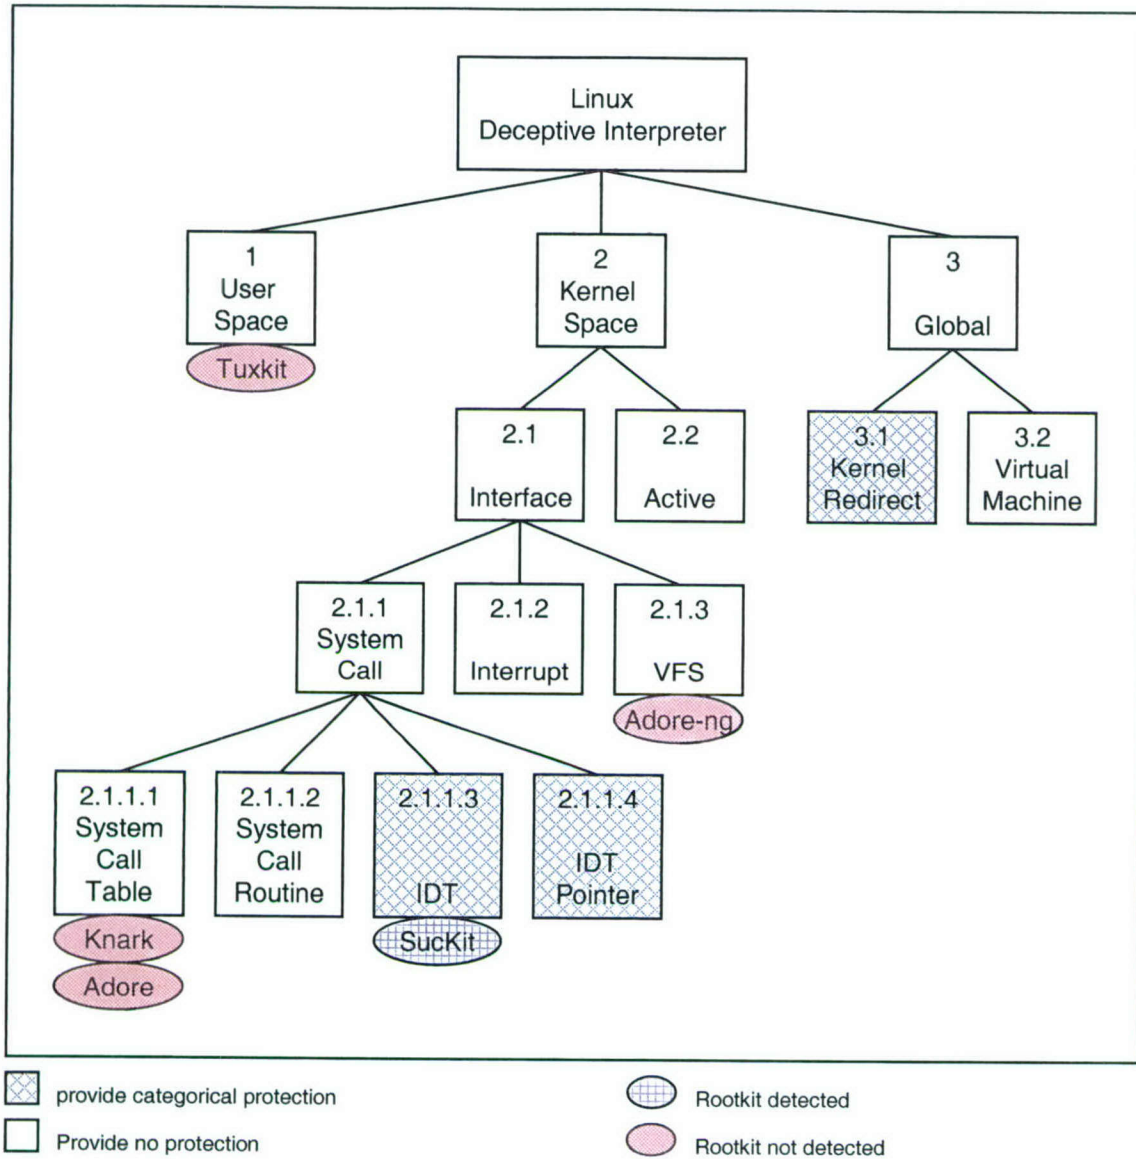 Linux
Deceptive Interpreter
1
User
Space
Tuxkit
2
Kernel
Space
3
Global
2.1
Interface
2.2
Active
3.1
Kernel
Redirect
3.2
Virtual
Machine
2.1.1
System
Call
2.1.2
Interrupt
2.1.3
VFS
Adore-ng
2.1.1.1
System
Call
Table
Knark
Adore
2.1.1.2
System
Call
Routine
2.1.1.3
IDT
SucKit
2.1.1.4
IDT
Pointer
provide categorical protection
Provide no protection
Rootkit detected
Rootkit not detected